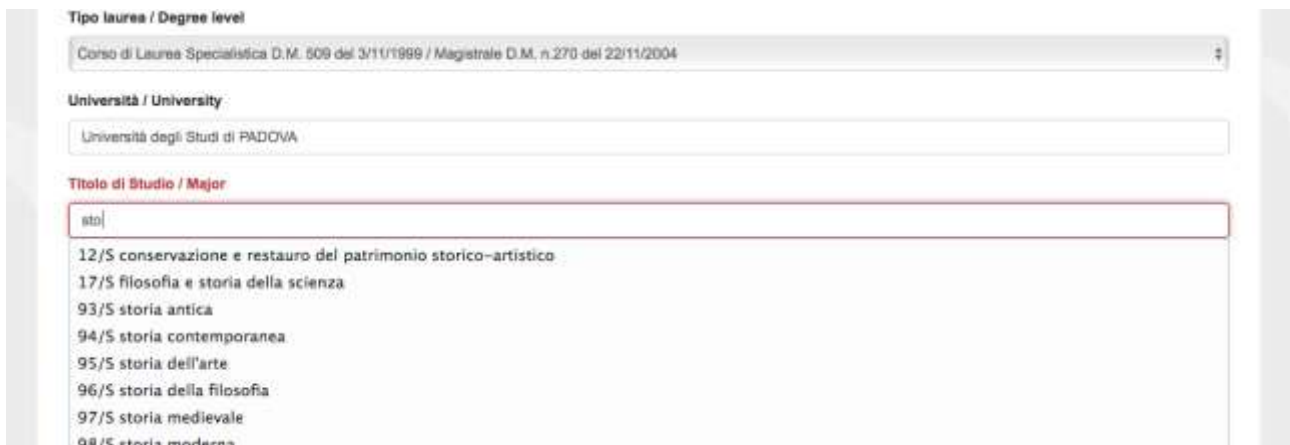 Tipo laurea / Degree level
Corso di Laurea Specialistica D.M. 509 del 3/11/1999 / Magistrale D.M. n.270 del 22/11/2004
Università / University
Università degli Studi di PADOVA
Titolo di Studio / Major
sto
12/S conservazione e restauro del patrimonio storico-artistico
17/S filosofia e storia della scienza
93/S storia antica
94/S storia contemporanea
95/S storia dell'arte
96/S storia della filosofia
97/S storia medievale
98/S storia moderna